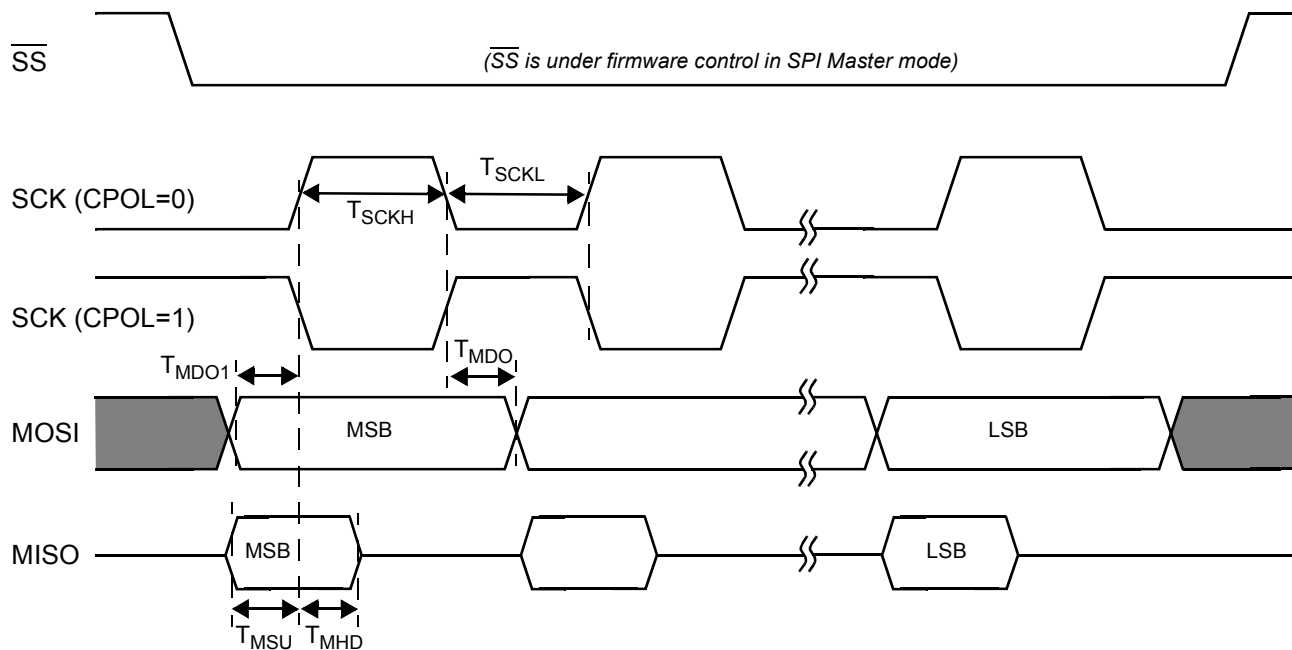 SS
(SS is under firmware control in SPI Master mode)
SCK (CPOL=0)
TSCKH
TSCKL
SCK (CPOL=1)
TMDO1
TMDO
MOSI
MSB
LSB
MISO
MSB
LSB
TMSU
TMHD